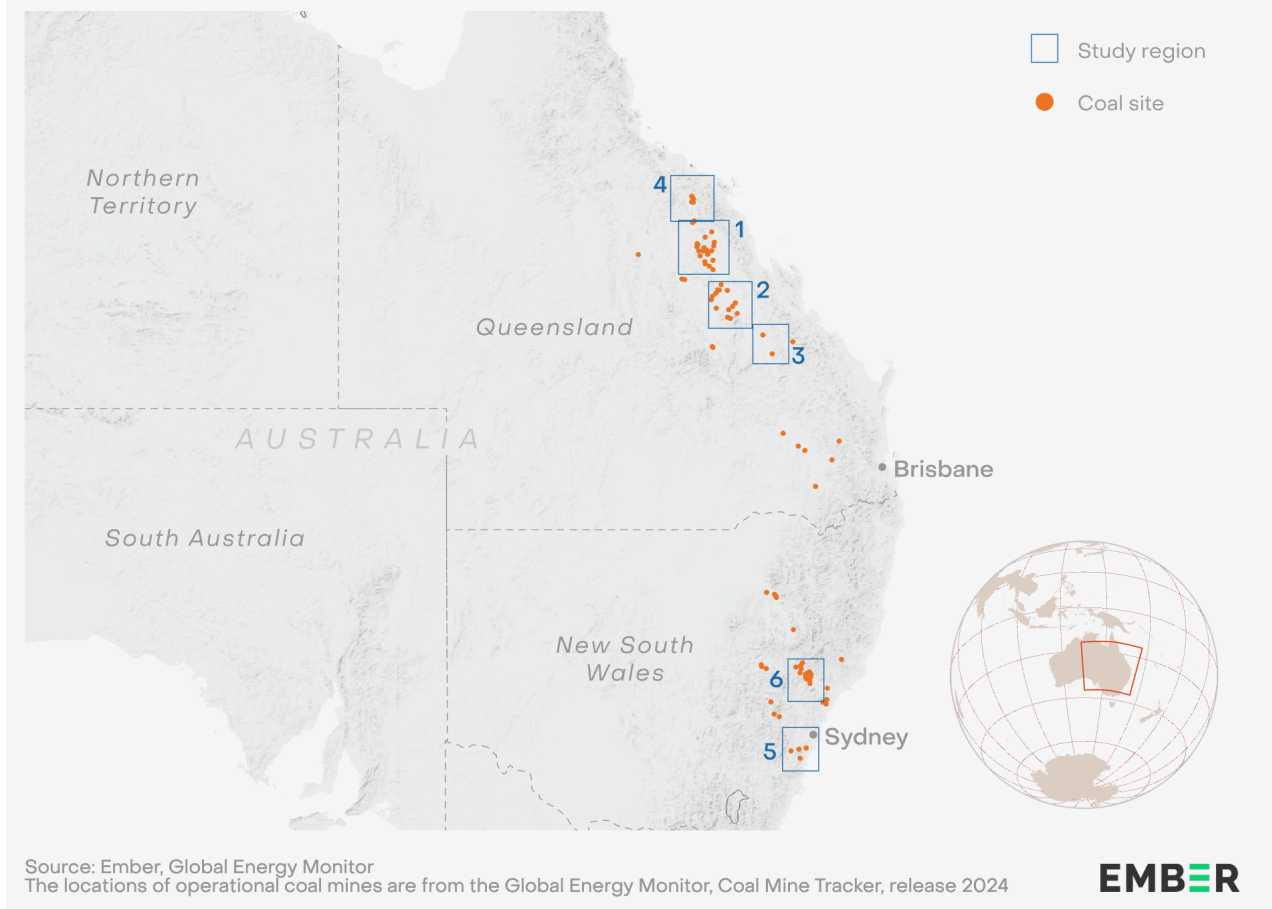 Study region
Coal site
Northern
Territory
4
1
2
Queensland
3
AUSTRALIA
Brisbane
South Australia
New South
Wales
6
Sydney
5
Source: Ember, Global Energy Monitor
The locations of operational coal mines are from the Global Energy Monitor, Coal Mine Tracker, release 2024
EMBER